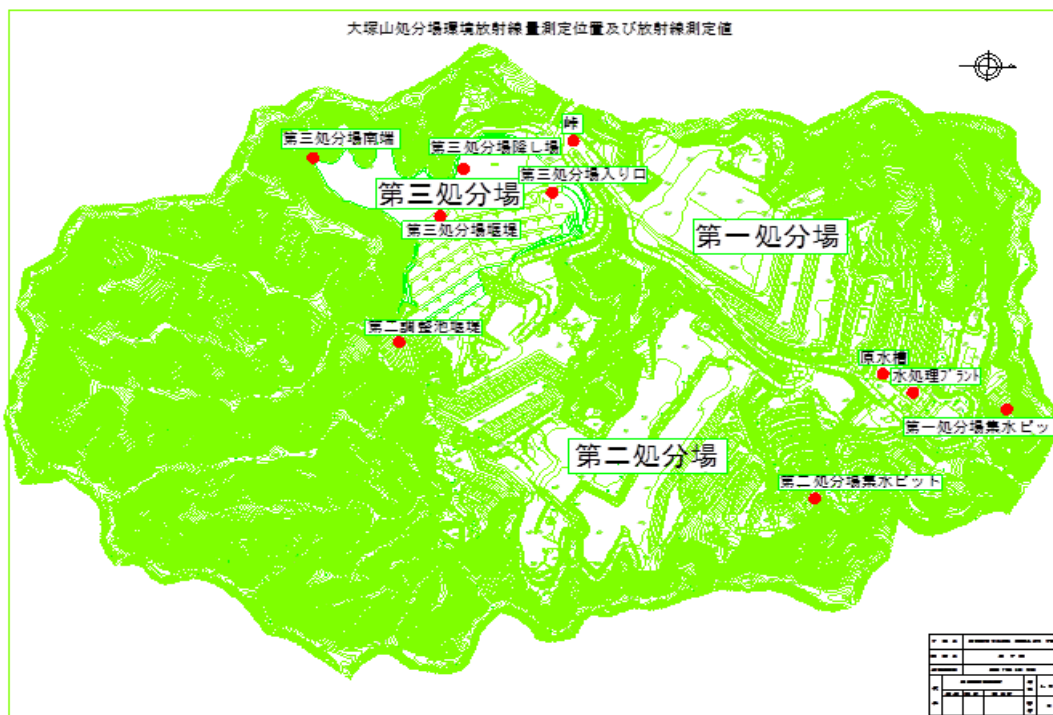 大塚山処分場環境放射線量測定位置及び放射線測定値
峠
第三処分場南端
第三処分場降し場
第三処分場入り口
第三処分場
第三処分場堰堤
第一処分場
第二調整池堰堤
原水槽
水処理プラント
第一処分場集水ピッ
第二処分場
第二処分場集水ピット